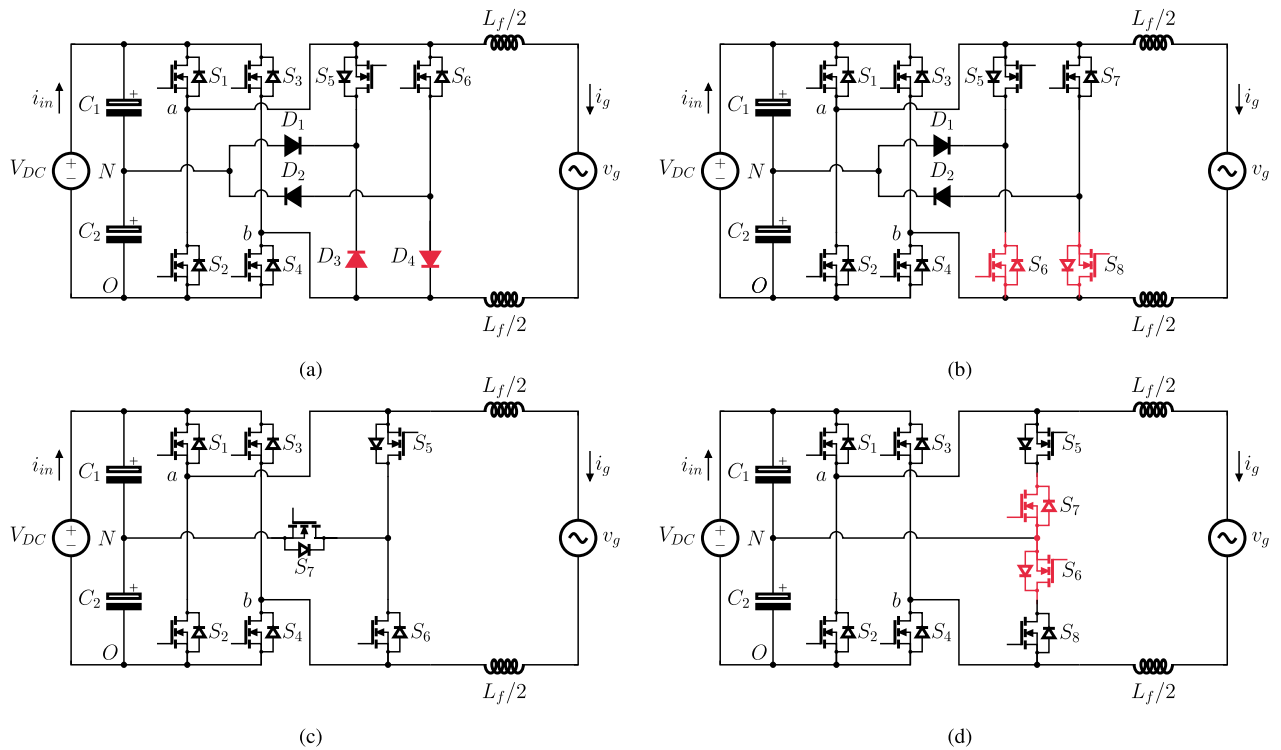 L_f/2 L_f/2
S_1 S_3 S_5 S_6 S_1 S_3 S_5 S_7
i_in C_1 + a i_g i_in C_1 + a i_g
D_1 D_1
V_DC + − N v_g V_DC + − N v_g
D_2 D_2
C_2 + b C_2 + b
S_2 S_4 D_3 D_4 S_2 S_4 S_6 S_8
O O
L_f/2 L_f/2
(a) (b)
L_f/2 L_f/2
S_1 S_3 S_5 S_1 S_3 S_5
i_in C_1 + a i_g i_in C_1 + a i_g
S_7
V_DC + − N v_g V_DC + − N v_g
S_7 S_6
C_2 + b C_2 + b
S_2 S_4 S_6 S_2 S_4 S_8
O O
L_f/2 L_f/2
(c) (d)